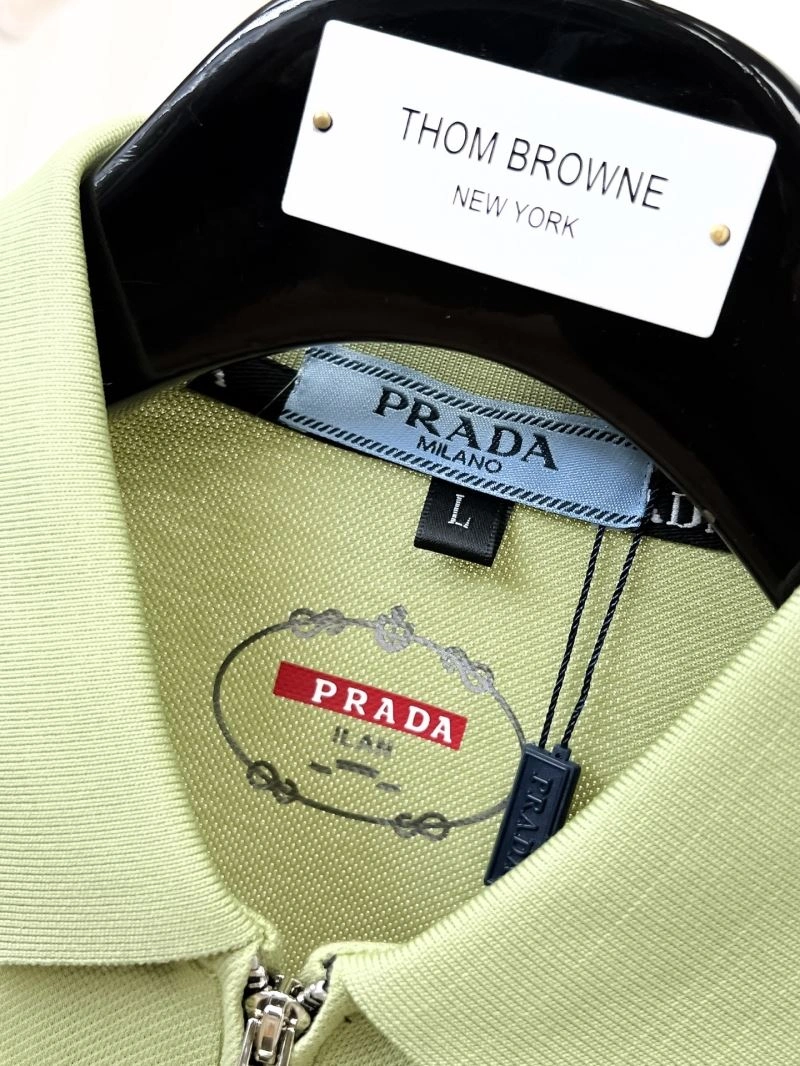 THOM BROWNE
NEW YORK
PRADA
MILANO
L
PRADA
ILAN
PRADA